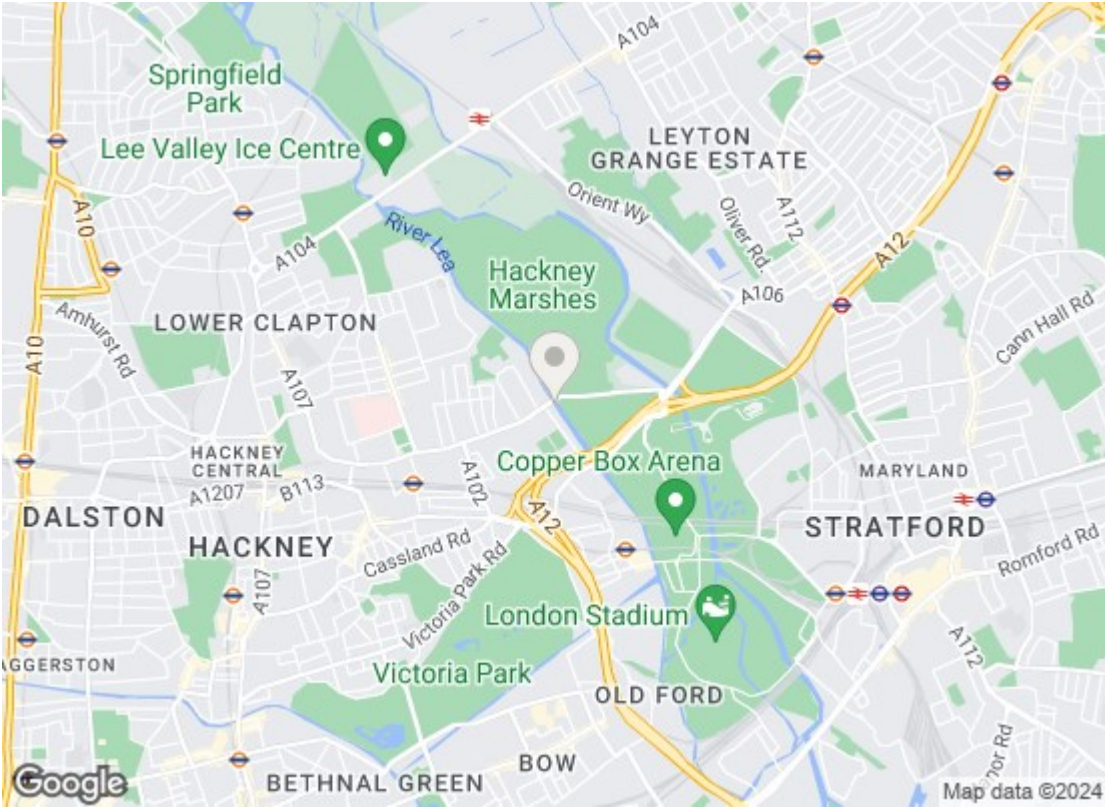 A104
Springfield
Park
Lee Valley Ice Centre
LEYTON
GRANGE ESTATE
A10
Orient Wy
Oliver Rd.
A112
River Lea
A104
A12
Hackney
Marshes
A106
Cann Hall Rd
Amhurst Rd
LOWER CLAPTON
A10
A107
HACKNEY
CENTRAL
A1207
B113
A102
Copper Box Arena
MARYLAND
DALSTON
A12
STRATFORD
HACKNEY
Cassland Rd
Romford Rd
A107
Victoria Park Rd
London Stadium
A112
AGGERSTON
Victoria Park
OLD FORD
nor Rd
BOW
BETHNAL GREEN
Google
Map data ©2024